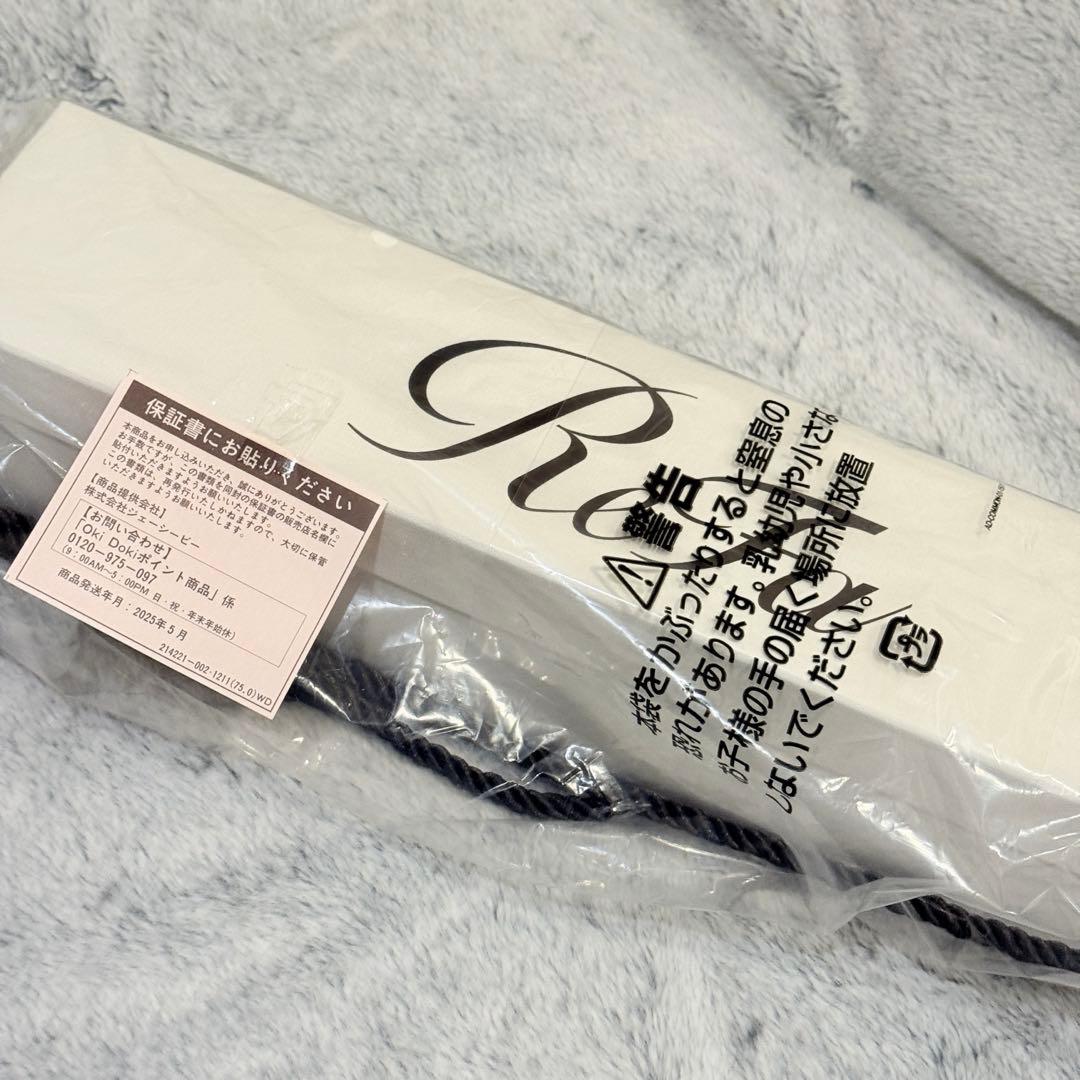 保証書にお貼りください
本商品をお申し込みいただき、誠にありがとうございます。
お手数ですが、この書類を同封の保証書の販売店名欄に
貼付いただきますようお願いいたします。
この書類は、再発行いたしかねますので、大切に保管
いただきますようお願いいたします。
【商品提供会社】
株式会社ジェーシービー
【お問い合わせ】
「Oki Dokiポイント商品」係
0120-975-097
(9:00AM~5:00PM 日・祝・年末年始休)
商品発送年月:2025年5月
214221-002-1211(75.0)WD
警告
本袋をかぶったりすると窒息の
恐れがあります。乳幼児や小さな
お子様の手の届く場所に放置
しないでください。
プラ